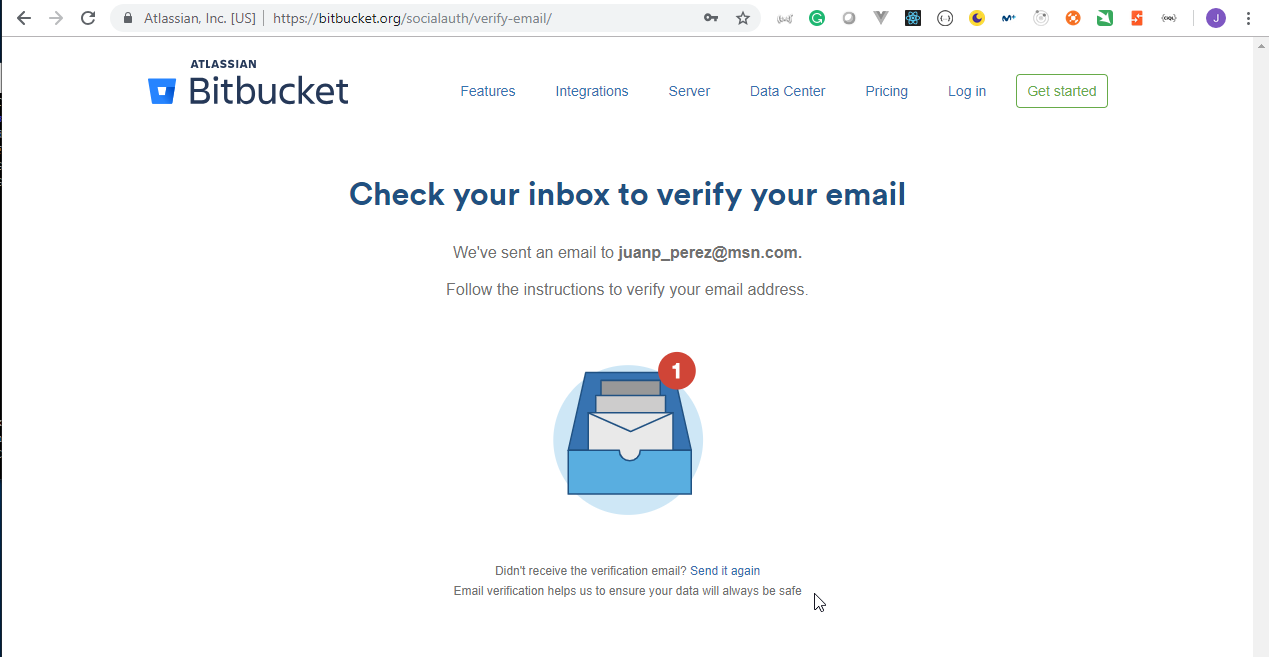 Atlassian, Inc. [US] | https://bitbucket.org/socialauth/verify-email/
J
ATLASSIAN
Bitbucket
Features
Integrations
Server
Data Center
Pricing
Log in
Get started
Check your inbox to verify your email
We've sent an email to juanp_perez@msn.com.
Follow the instructions to verify your email address.
1
Didn't receive the verification email? Send it again
Email verification helps us to ensure your data will always be safe